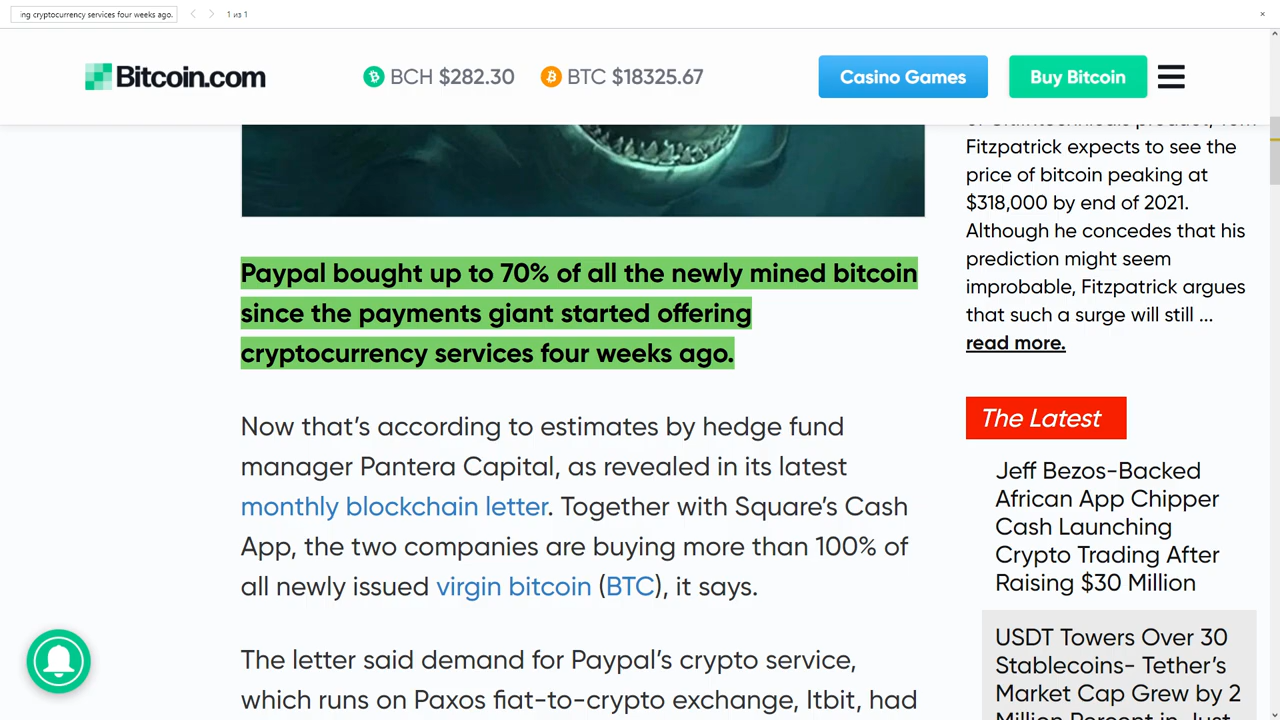 ing cryptocurrency services four weeks ago.
1 из 1
Bitcoin.com
BCH $282.30
BTC $18325.67
Casino Games
Buy Bitcoin
Paypal bought up to 70% of all the newly mined bitcoin
since the payments giant started offering
cryptocurrency services four weeks ago.
Now that's according to estimates by hedge fund
manager Pantera Capital, as revealed in its latest
monthly blockchain letter. Together with Square's Cash
App, the two companies are buying more than 100% of
all newly issued virgin bitcoin (BTC), it says.
The letter said demand for Paypal's crypto service,
which runs on Paxos fiat-to-crypto exchange, Itbit, had
Fitzpatrick expects to see the
price of bitcoin peaking at
$318,000 by end of 2021.
Although he concedes that his
prediction might seem
improbable, Fitzpatrick argues
that such a surge will still ...
read more.
The Latest
Jeff Bezos-Backed
African App Chipper
Cash Launching
Crypto Trading After
Raising $30 Million
USDT Towers Over 30
Stablecoins- Tether's
Market Cap Grew by 2